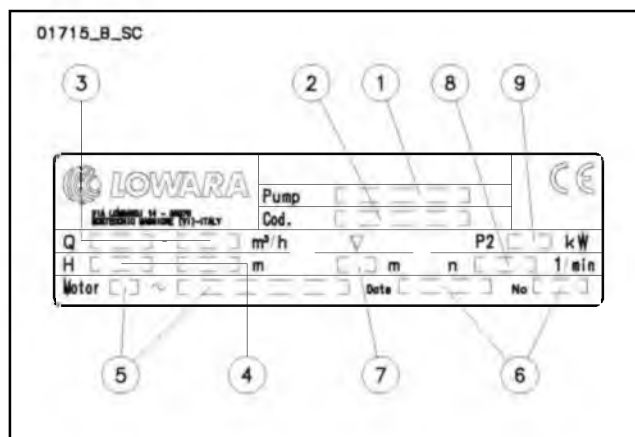 01715_B_SC
3 2 1 8 9
LOWARA CE
Pump
Cod.
Q ~ m³/h P2 kW
H m m n 1/min
Motor ~ Date No
5 4 7 6